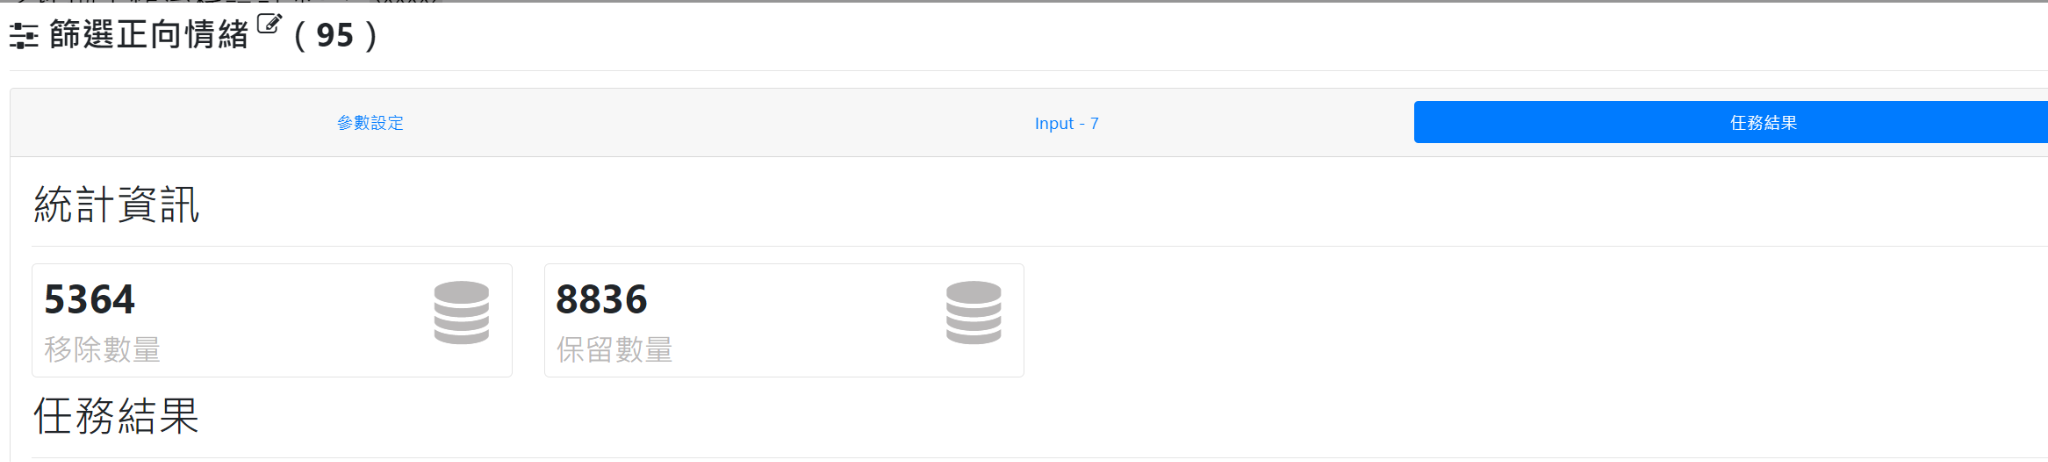 篩選正向情緒 ( 95 )
參數設定 Input - 7 任務結果
統計資訊
5364
移除數量
8836
保留數量
任務結果